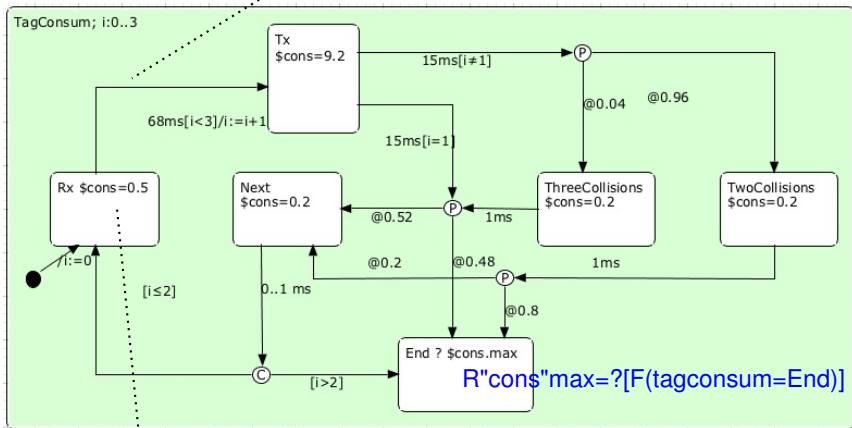 TagConsum; i:0..3
Tx
$cons=9.2
15ms[i≠1]
P
@0.04
@0.96
68ms[i<3]/i:=i+1
15ms[i=1]
Rx $cons=0.5
Next
$cons=0.2
ThreeCollisions
$cons=0.2
TwoCollisions
$cons=0.2
P
1ms
@0.52
/i:=0
[i≤2]
0..1 ms
@0.2
@0.48
P
1ms
@0.8
End ? $cons.max
C
[i>2]
R"cons"max=?[F(tagconsum=End)]